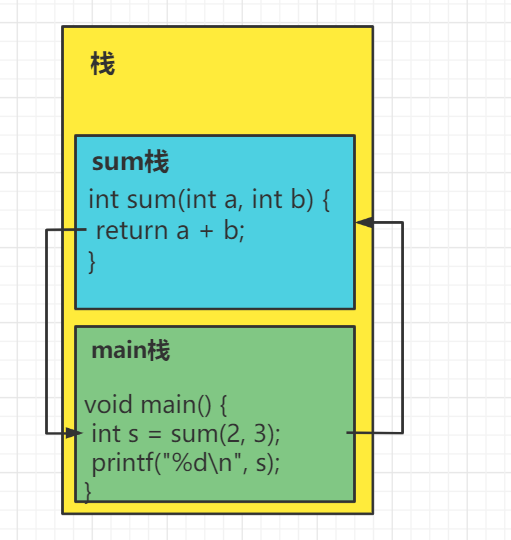 栈
sum栈
int sum(int a, int b) {
return a + b;
}
main栈
void main() {
int s = sum(2, 3);
printf("%d\n", s);
}